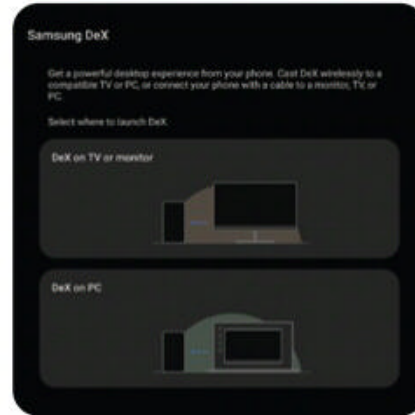 Samsung DeX
Get a powerful desktop experience from your phone. Cast DeX wirelessly to a
compatible TV or PC, or connect your phone with a cable to a monitor, TV, or
PC.
Select where to launch DeX.
DeX on TV or monitor
DeX on PC